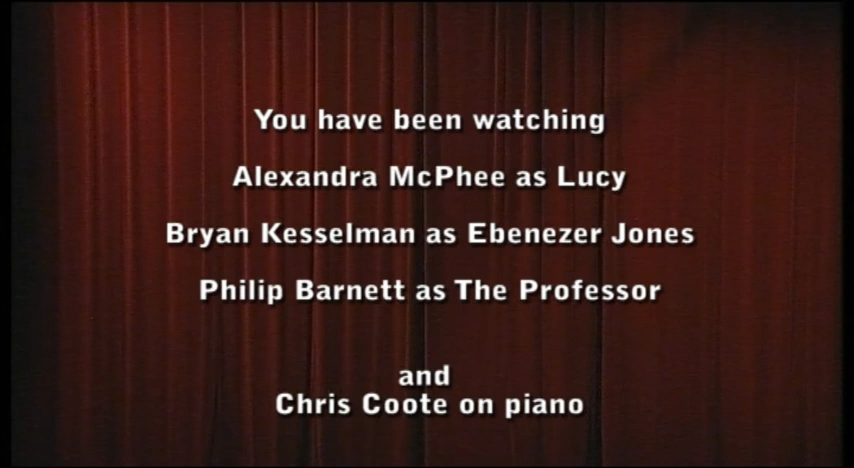 You have been watching
Alexandra McPhee as Lucy
Bryan Kesselman as Ebenezer Jones
Philip Barnett as The Professor
and
Chris Coote on piano